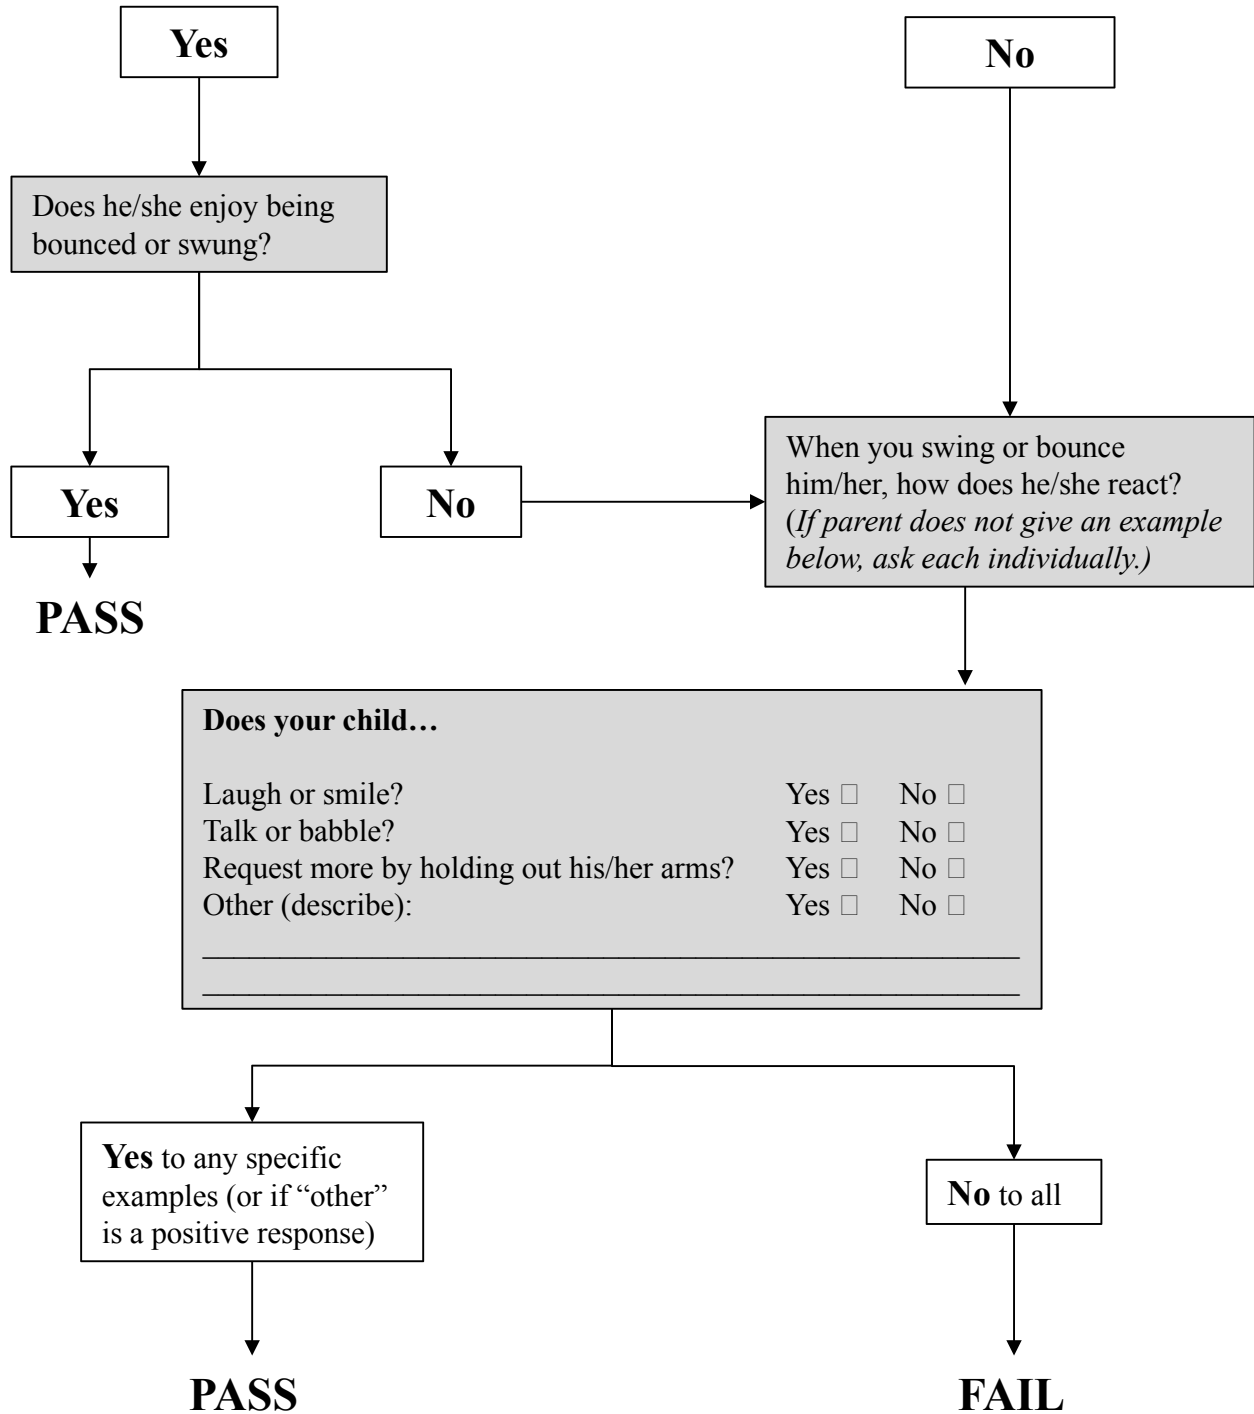 Yes
No
Does he/she enjoy being
bounced or swung?
Yes
No
When you swing or bounce
him/her, how does he/she react?
(If parent does not give an example
below, ask each individually.)
PASS
Does your child…
Laugh or smile? Yes □ No □
Talk or babble? Yes □ No □
Request more by holding out his/her arms? Yes □ No □
Other (describe): Yes □ No □
Yes to any specific
examples (or if “other”
is a positive response)
No to all
PASS
FAIL